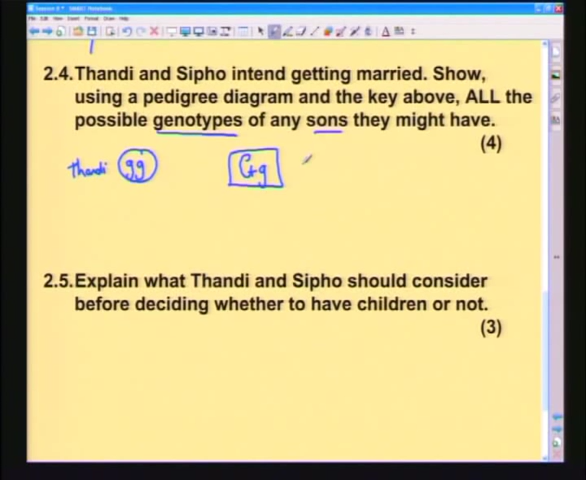 2.4. Thandi and Sipho intend getting married. Show,
using a pedigree diagram and the key above, ALL the
possible genotypes of any sons they might have.
(4)
Thandi gg Gg
2.5. Explain what Thandi and Sipho should consider
before deciding whether to have children or not.
(3)